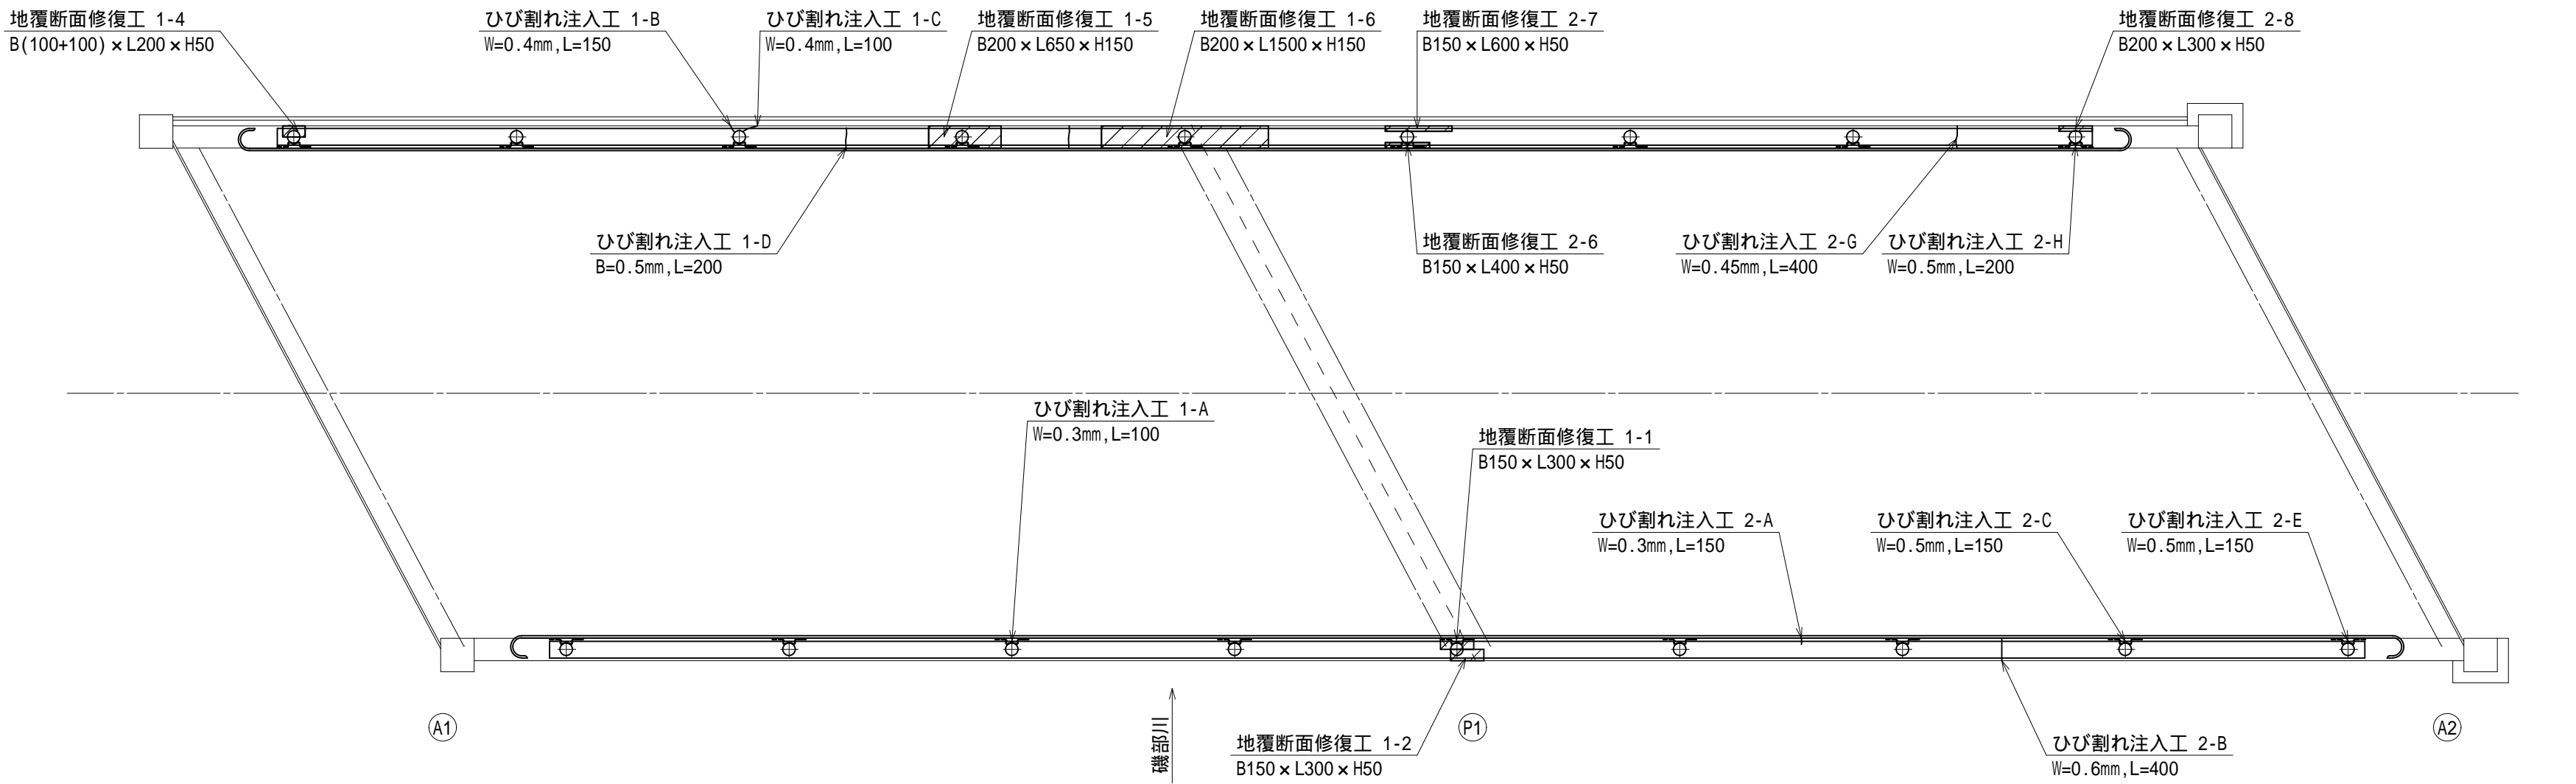 地覆断面修復工 1-4
B(100+100)×L200×H50
ひび割れ注入工 1-B
W=0.4mm,L=150
ひび割れ注入工 1-C
W=0.4mm,L=100
地覆断面修復工 1-5
B200×L650×H150
地覆断面修復工 1-6
B200×L1500×H150
地覆断面修復工 2-7
B150×L600×H50
地覆断面修復工 2-8
B200×L300×H50
ひび割れ注入工 1-D
B=0.5mm,L=200
地覆断面修復工 2-6
B150×L400×H50
ひび割れ注入工 2-G
W=0.45mm,L=400
ひび割れ注入工 2-H
W=0.5mm,L=200
ひび割れ注入工 1-A
W=0.3mm,L=100
地覆断面修復工 1-1
B150×L300×H50
ひび割れ注入工 2-A
W=0.3mm,L=150
ひび割れ注入工 2-C
W=0.5mm,L=150
ひび割れ注入工 2-E
W=0.5mm,L=150
A1
磯部川
P1
A2
地覆断面修復工 1-2
B150×L300×H50
ひび割れ注入工 2-B
W=0.6mm,L=400